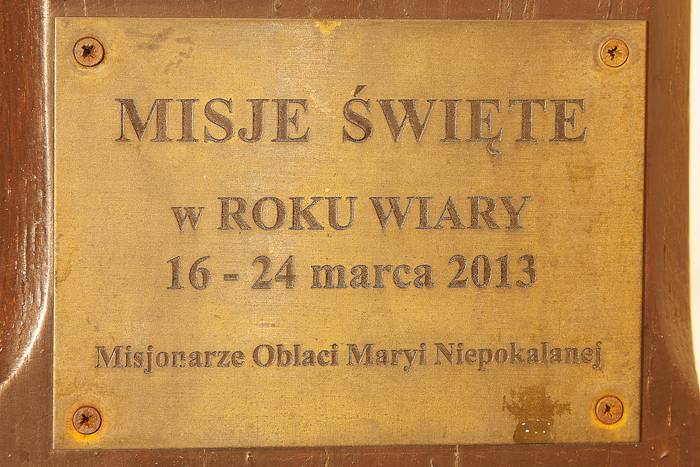 MISJE ŚWIĘTE
w ROKU WIARY
16 - 24 marca 2013
Misjonarze Oblaci Maryi Niepokalanej